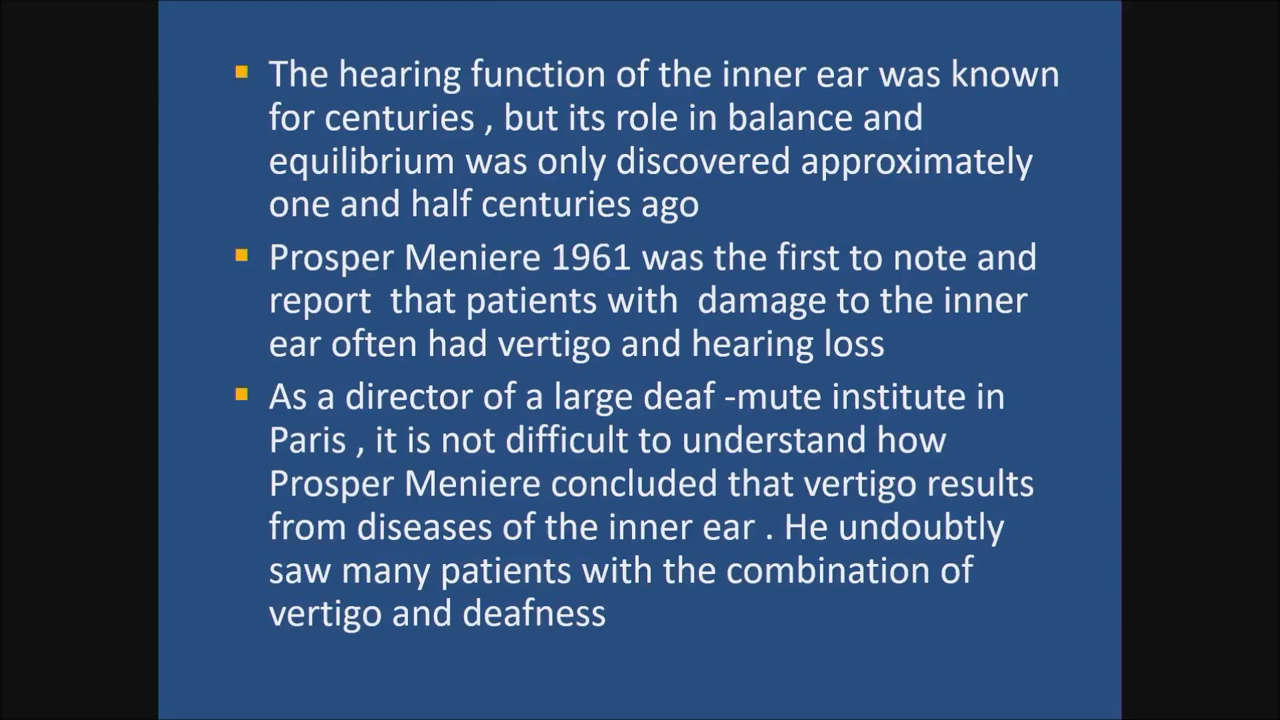 The hearing function of the inner ear was known
for centuries , but its role in balance and
equilibrium was only discovered approximately
one and half centuries ago
Prosper Meniere 1961 was the first to note and
report  that patients with  damage to the inner
ear often had vertigo and hearing loss
As a director of a large deaf -mute institute in
Paris , it is not difficult to understand how
Prosper Meniere concluded that vertigo results
from diseases of the inner ear . He undoubtly
saw many patients with the combination of
vertigo and deafness